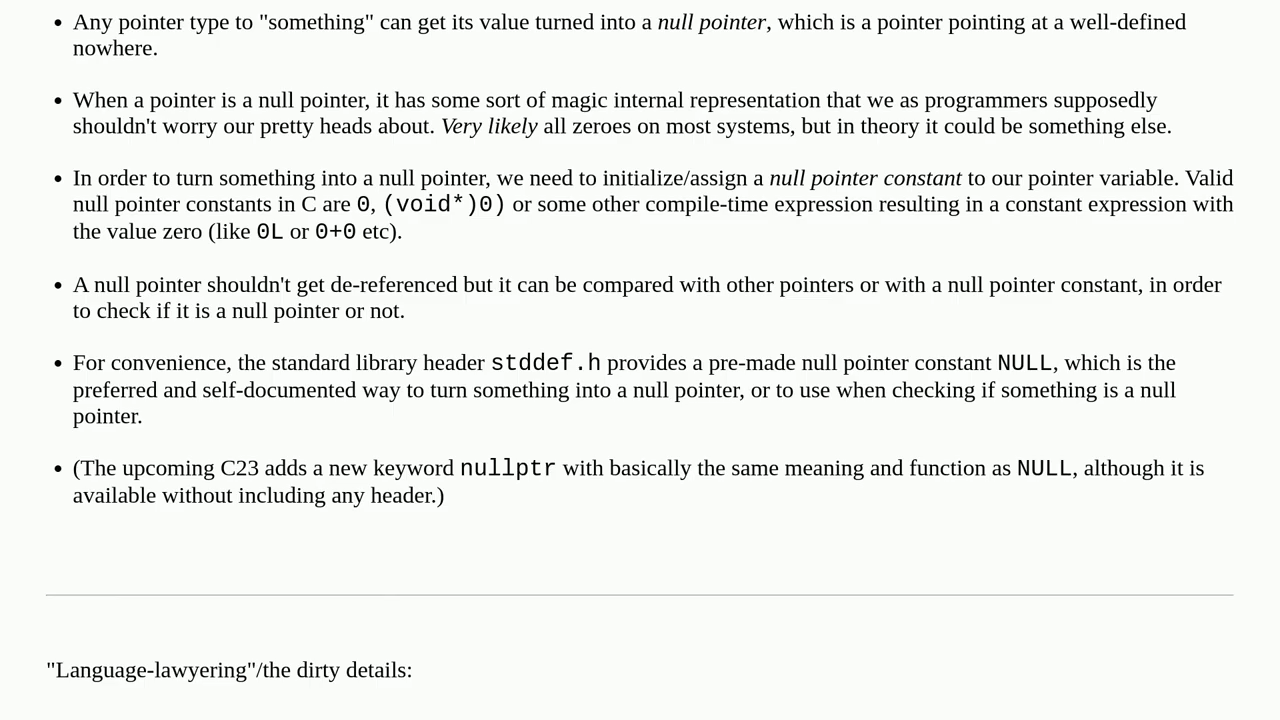 • Any pointer type to "something" can get its value turned into a null pointer, which is a pointer pointing at a well-defined
nowhere.
• When a pointer is a null pointer, it has some sort of magic internal representation that we as programmers supposedly
shouldn't worry our pretty heads about. Very likely all zeroes on most systems, but in theory it could be something else.
• In order to turn something into a null pointer, we need to initialize/assign a null pointer constant to our pointer variable. Valid
null pointer constants in C are 0, (void*)0) or some other compile-time expression resulting in a constant expression with
the value zero (like 0L or 0+0 etc).
• A null pointer shouldn't get de-referenced but it can be compared with other pointers or with a null pointer constant, in order
to check if it is a null pointer or not.
• For convenience, the standard library header stddef.h provides a pre-made null pointer constant NULL, which is the
preferred and self-documented way to turn something into a null pointer, or to use when checking if something is a null
pointer.
• (The upcoming C23 adds a new keyword nullptr with basically the same meaning and function as NULL, although it is
available without including any header.)
"Language-lawyering"/the dirty details: